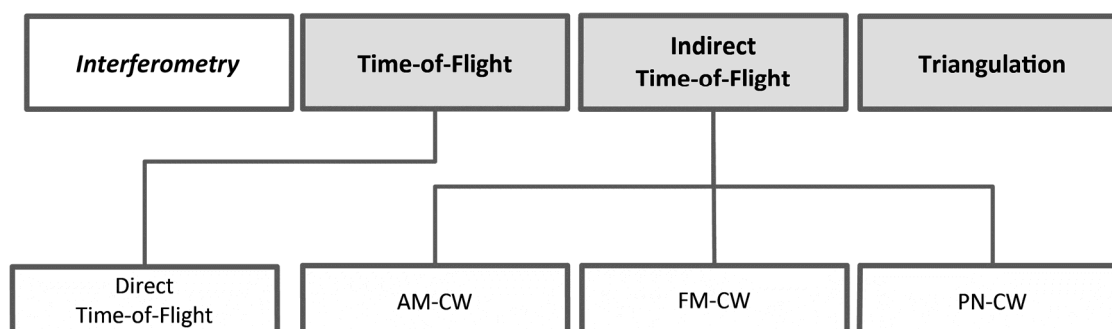 Interferometry
Time-of-Flight
Indirect
Time-of-Flight
Triangulation
Direct
Time-of-Flight
AM-CW
FM-CW
PN-CW